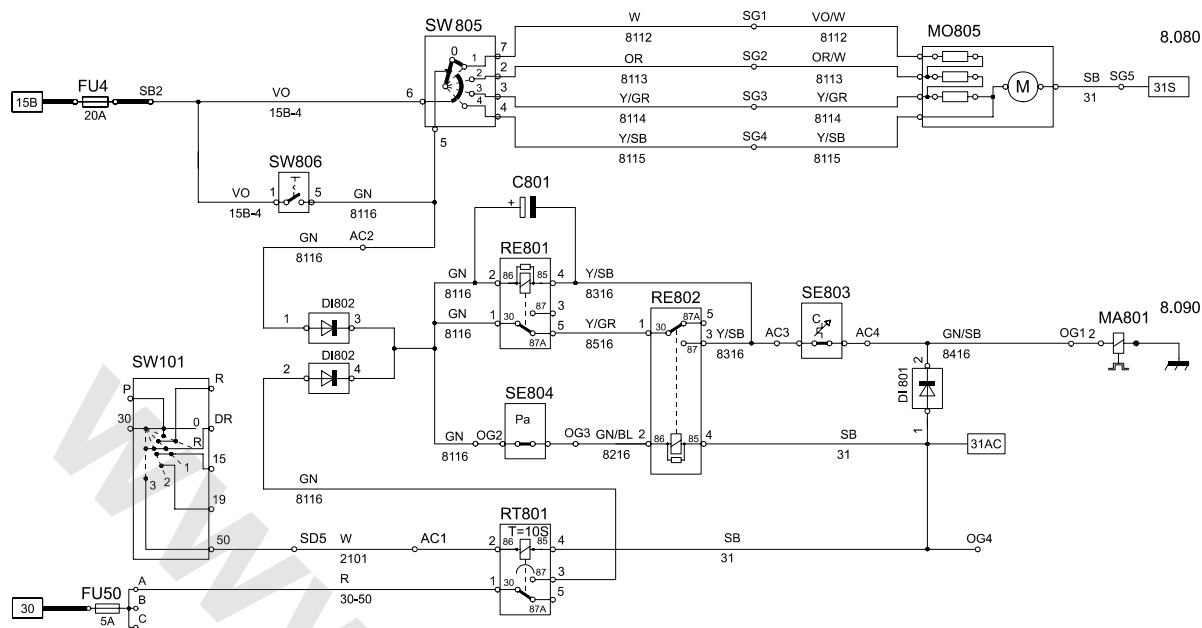 W SG1 VO/W
SW805 7 8112 8112 MO805 8.080
0 1
OR SG2 OR/W
2 2 8113 8113
FU4 SB2 VO 6 3 3 Y/GR SG3 Y/GR M SB SG5
15B 20A 15B-4 4 4 8114 8114 31 31S
Y/SB SG4 Y/SB
5 8115 8115
SW806
VO 1 5 GN C801
15B-4 8116 +
GN AC2 RE801
8116
GN 2 86 85 4 Y/SB
8116 8316 RE802
DI802 87 3 SE803 8.090
1 3 GN 1 30 5 Y/GR 1 30 87A 5 C MA801
8116 87A 8516 87 3 Y/SB AC3 AC4 GN/SB OG1 2
8316 8416
DI802
SW101 2 4 SE804 2
P R Pa DI801
30 0 DR GN OG2 OG3 GN/BL 2 86 85 4 SB 1
R 8116 8216 31 31AC
15
1
2 GN
3 19 8116
RT801
T=10S
50 SD5 W AC1 2 86 85 4 SB OG4
2101 31
87 3
A R 1 30
FU50 B 30-50 5
30 5A C 87A
WWW